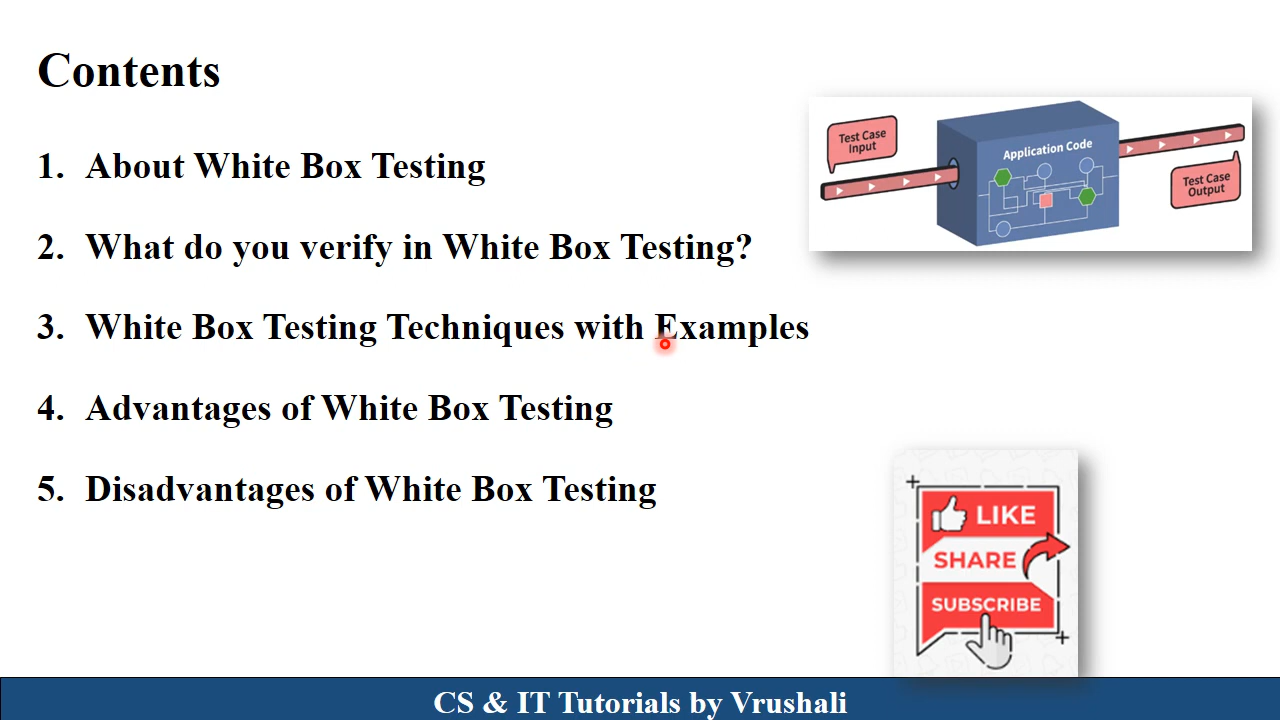 Contents
1. About White Box Testing
2. What do you verify in White Box Testing?
3. White Box Testing Techniques with Examples
4. Advantages of White Box Testing
5. Disadvantages of White Box Testing
Test Case
Input
Application Code
Test Case
Output
LIKE
SHARE
SUBSCRIBE
CS & IT Tutorials by Vrushali